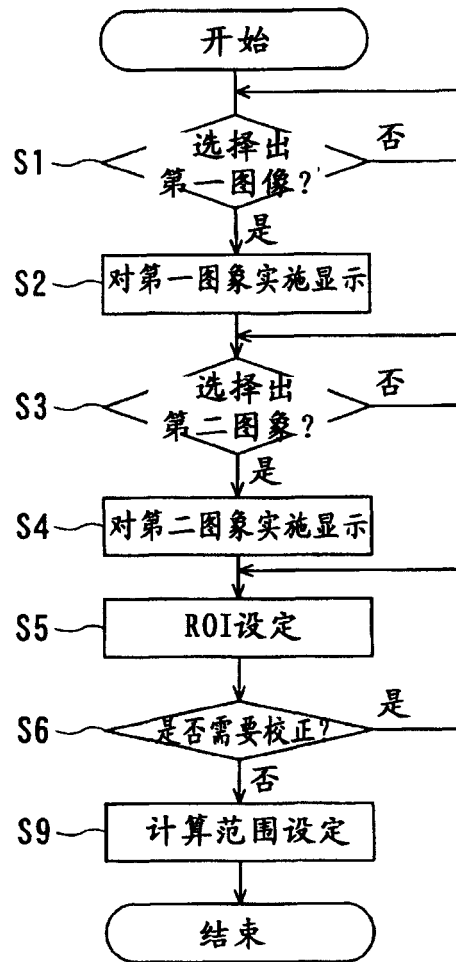 开始
选择出
第一图像?
否
S1
是
S2
对第一图象实施显示
选择出
第二图象?
否
S3
是
S4
对第二图象实施显示
S5
ROI设定
S6
是否需要校正?
是
否
S9
计算范围设定
结束